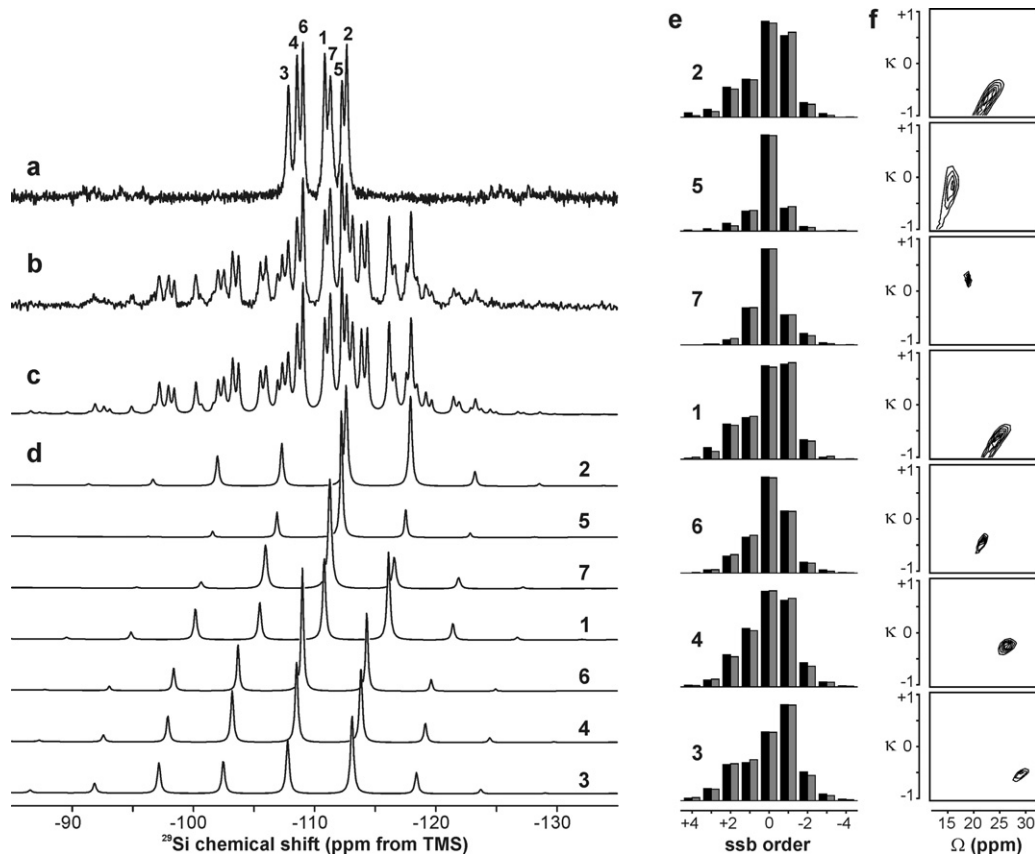 6
4
1
2
3
7
5
a
b
c
d
2
5
7
1
6
4
3
-90
-100
-110
-120
-130
²⁹Si chemical shift (ppm from TMS)
e
2
5
7
1
6
4
3
+4
+2
0
-2
-4
ssb order
f
+1
κ 0
-1
+1
κ 0
-1
+1
κ 0
-1
+1
κ 0
-1
+1
κ 0
-1
+1
κ 0
-1
+1
κ 0
-1
15 20 25 30
Ω (ppm)